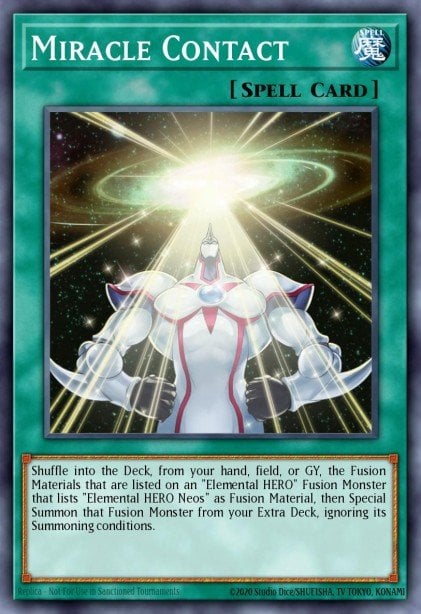 Miracle Contact
SPELL
魔
[Spell Card]
Shuffle into the Deck, from your hand, field, or GY, the Fusion
Materials that are listed on an "Elemental HERO" Fusion Monster
that lists "Elemental HERO Neos" as Fusion Material, then Special
Summon that Fusion Monster from your Extra Deck, ignoring its
Summoning conditions.
Replica - Not For Use in Sanctioned Tournaments
©2020 Studio Dice/SHUEISHA, TV TOKYO, KONAMI